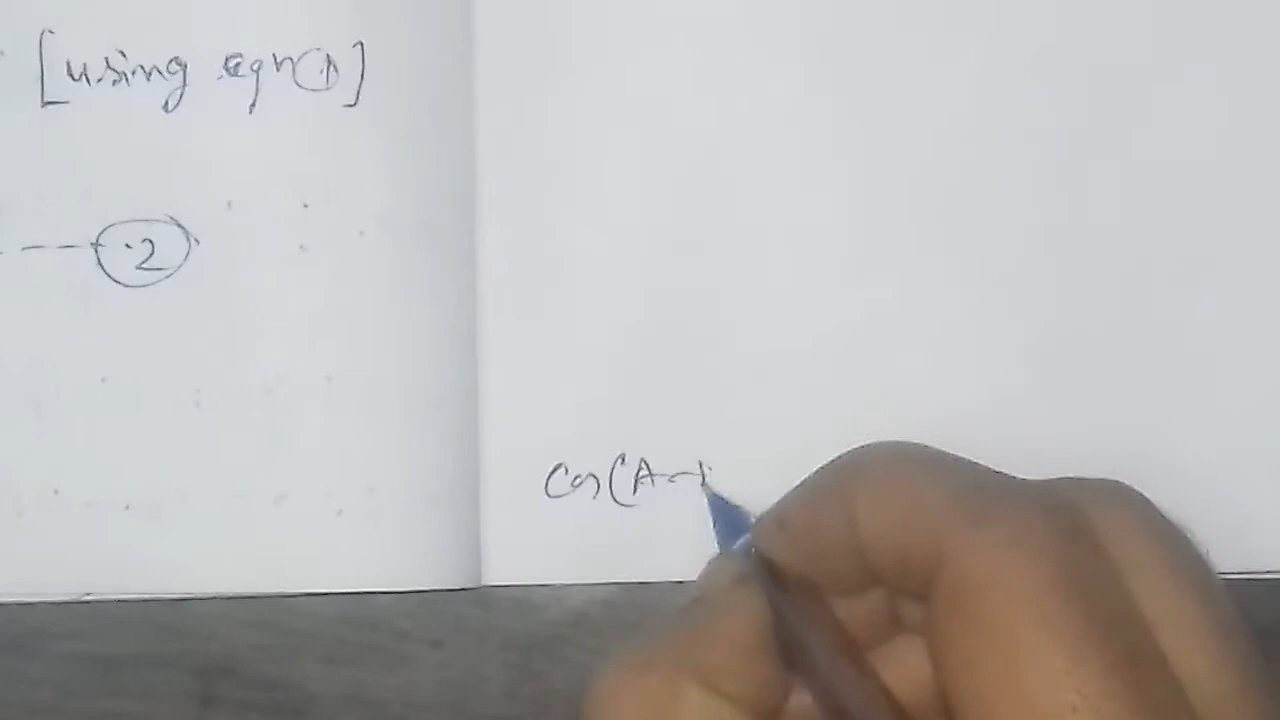 [using eqn ①]
--- ②
Cos(A-